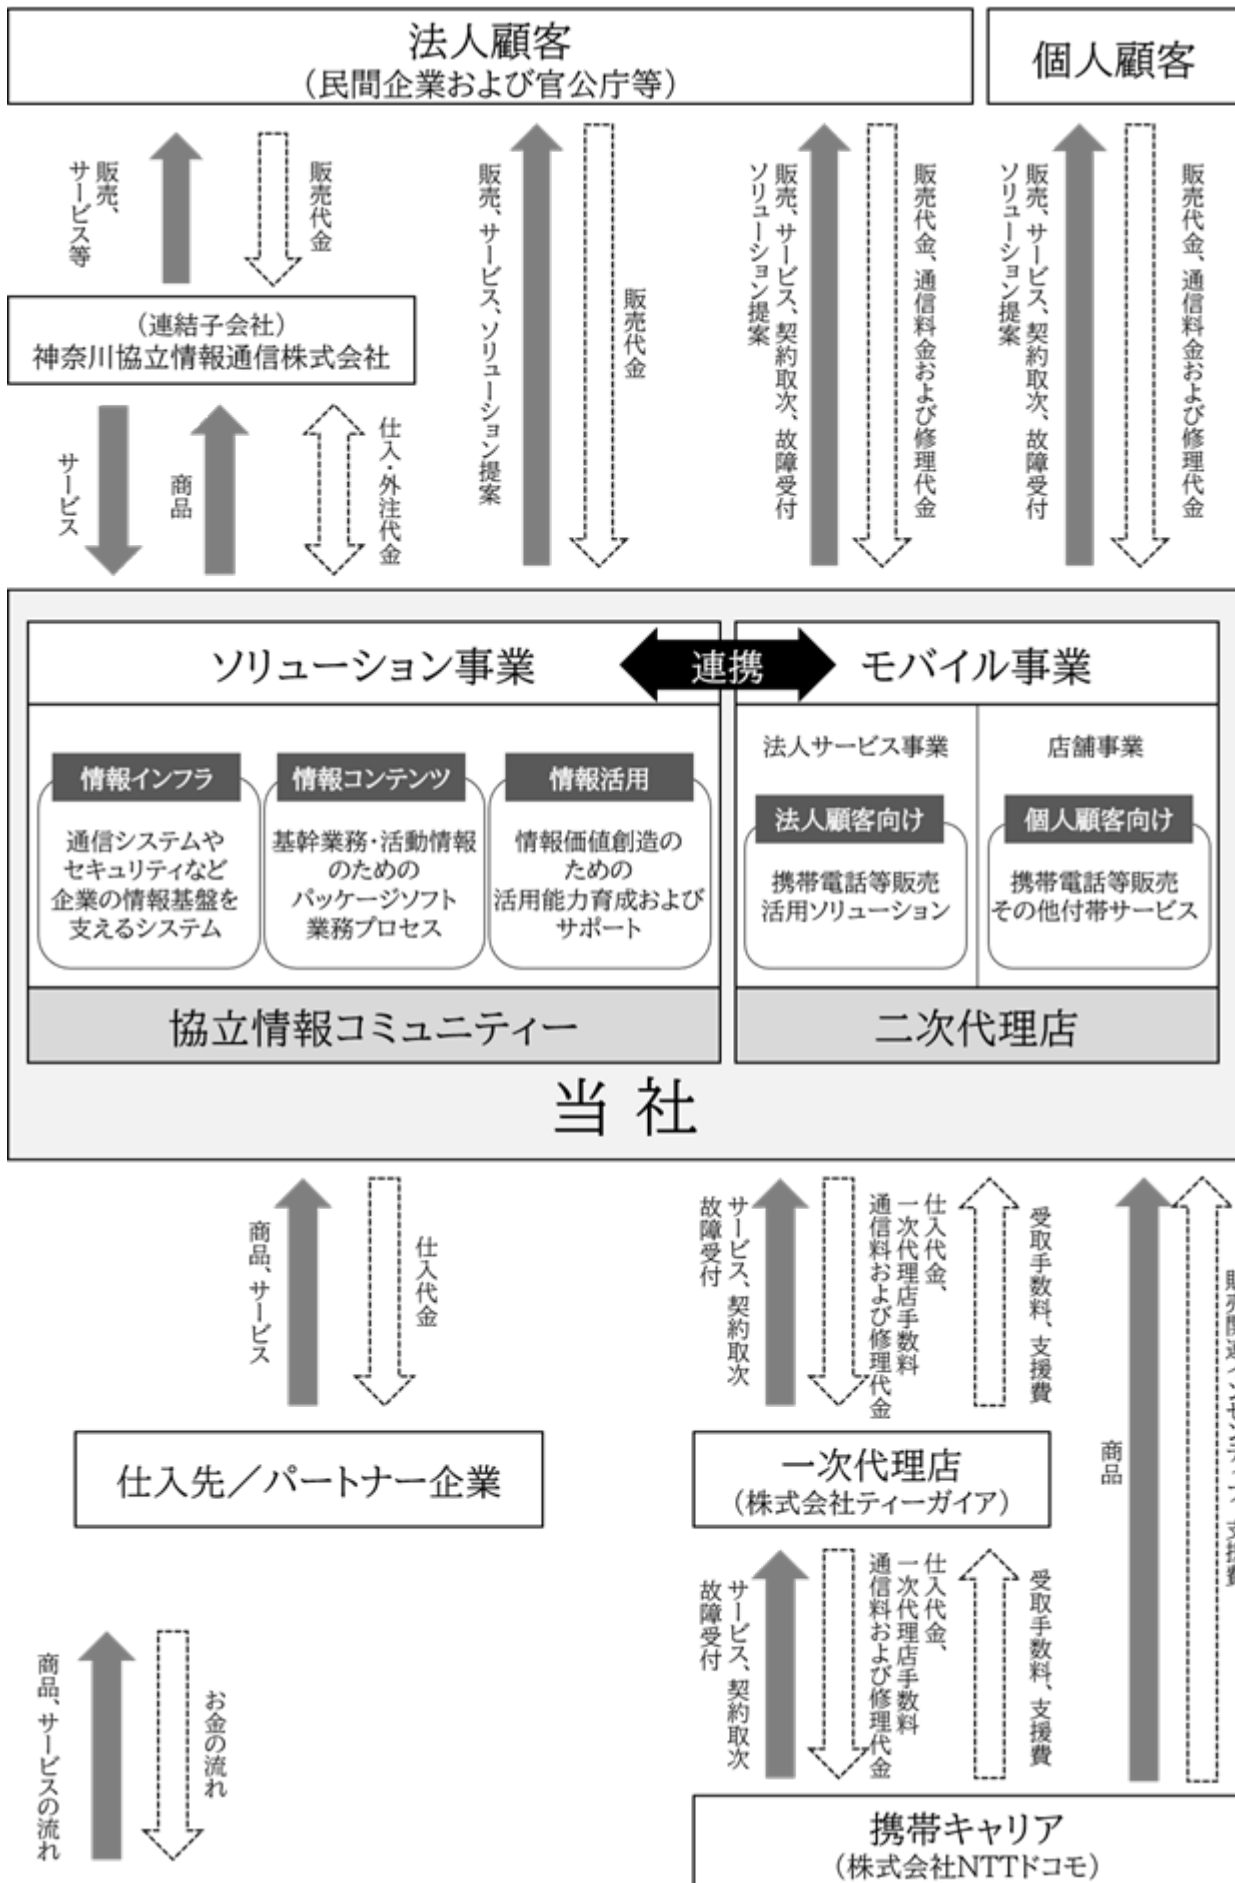 法人顧客
（民間企業および官公庁等）
個人顧客
販売、
サービス等
販売代金
販売、サービス、ソリューション提案
販売代金
販売、サービス、契約取次、故障受付
ソリューション提案
販売代金、通信料金および修理代金
販売、サービス、契約取次、故障受付
ソリューション提案
販売代金、通信料金および修理代金
（連結子会社）
神奈川協立情報通信株式会社
サービス
商品
仕入・外注代金
ソリューション事業
連携
モバイル事業
情報インフラ
通信システムや
セキュリティなど
企業の情報基盤を
支えるシステム
情報コンテンツ
基幹業務・活動情報
のための
パッケージソフト
業務プロセス
情報活用
情報価値創造の
ための
活用能力育成および
サポート
法人サービス事業
法人顧客向け
携帯電話等販売
活用ソリューション
店舗事業
個人顧客向け
携帯電話等販売
その他付帯サービス
協立情報コミュニティー
二次代理店
当社
商品、サービス
仕入代金
サービス、契約取次
故障受付
仕入代金、
一次代理店手数料
通信料および修理代金
受取手数料、支援費
商品
販売関連インセンティブ、支援費
仕入先／パートナー企業
一次代理店
（株式会社ティーガイア）
サービス、契約取次
故障受付
仕入代金、
一次代理店手数料
通信料および修理代金
受取手数料、支援費
商品、サービスの流れ
お金の流れ
携帯キャリア
（株式会社NTTドコモ）